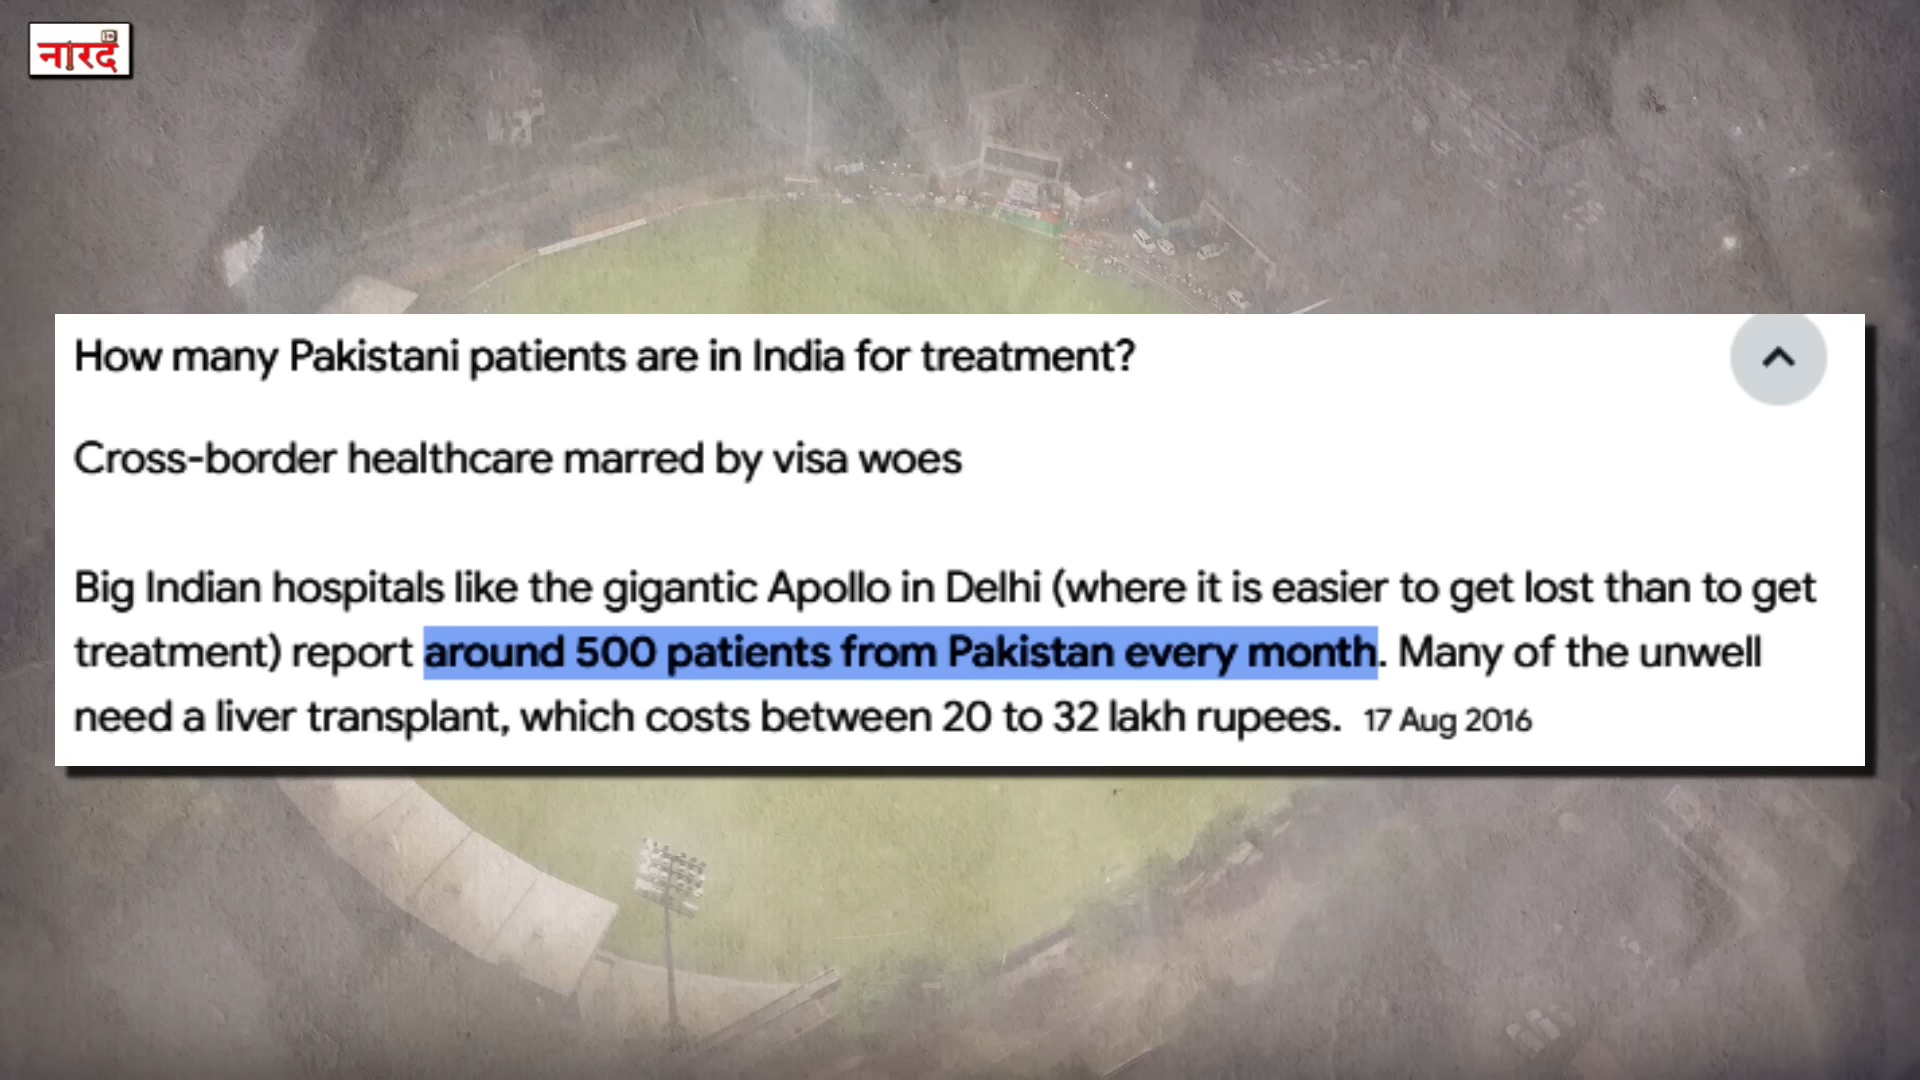 नारद
How many Pakistani patients are in India for treatment?
Cross-border healthcare marred by visa woes
Big Indian hospitals like the gigantic Apollo in Delhi (where it is easier to get lost than to get
treatment) report around 500 patients from Pakistan every month. Many of the unwell
need a liver transplant, which costs between 20 to 32 lakh rupees. 17 Aug 2016